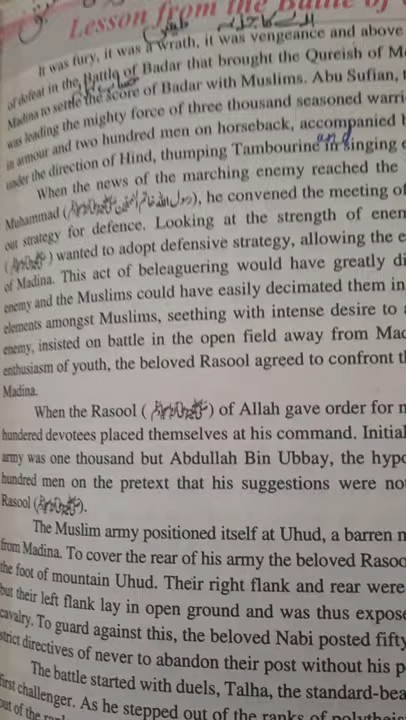 Lesson from the Battle of
It was fury, it was a wrath, it was vengeance and above
of defeat in the Battle of Badar that brought the Qureish of M
Madina to settle the score of Badar with Muslims. Abu Sufian, t
was leading the mighty force of three thousand seasoned warri
in armour and two hundred men on horseback, accompanied b
under the direction of Hind, thumping Tambourine in and singing
When the news of the marching enemy reached the
Muhammad ( ), he convened the meeting of
out strategy for defence. Looking at the strength of enem
( ) wanted to adopt defensive strategy, allowing the e
of Madina. This act of beleaguering would have greatly di
enemy and the Muslims could have easily decimated them in
elements amongst Muslims, seething with intense desire to
enemy, insisted on battle in the open field away from Mad
enthusiasm of youth, the beloved Rasool agreed to confront th
Madina.
When the Rasool ( ) of Allah gave order for
hundered devotees placed themselves at his command. Initial
army was one thousand but Abdullah Bin Ubbay, the hypo
hundred men on the pretext that his suggestions were no
Rasool ( ).
The Muslim army positioned itself at Uhud, a barren m
from Madina. To cover the rear of his army the beloved Rasoo
the foot of mountain Uhud. Their right flank and rear were
but their left flank lay in open ground and was thus expose
cavalry. To guard against this, the beloved Nabi posted fifty
strict directives of never to abandon their post without his p
The battle started with duels, Talha, the standard-bea
first challenger. As he stepped out of the ranks of polythei
out of the